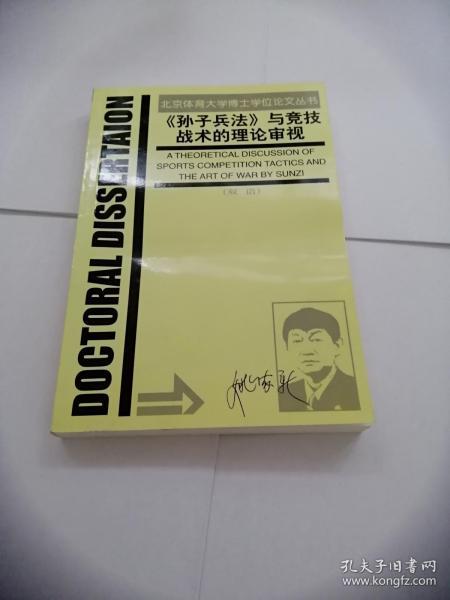 北京体育大学博士学位论文丛书
《孙子兵法》与竞技
战术的理论审视
A THEORETICAL DISCUSSION OF
SPORTS COMPETITION TACTICS AND
THE ART OF WAR BY SUNZI
（双 语）
DOCTORAL DISSERTAION
孔夫子旧书网
www.kongfz.com